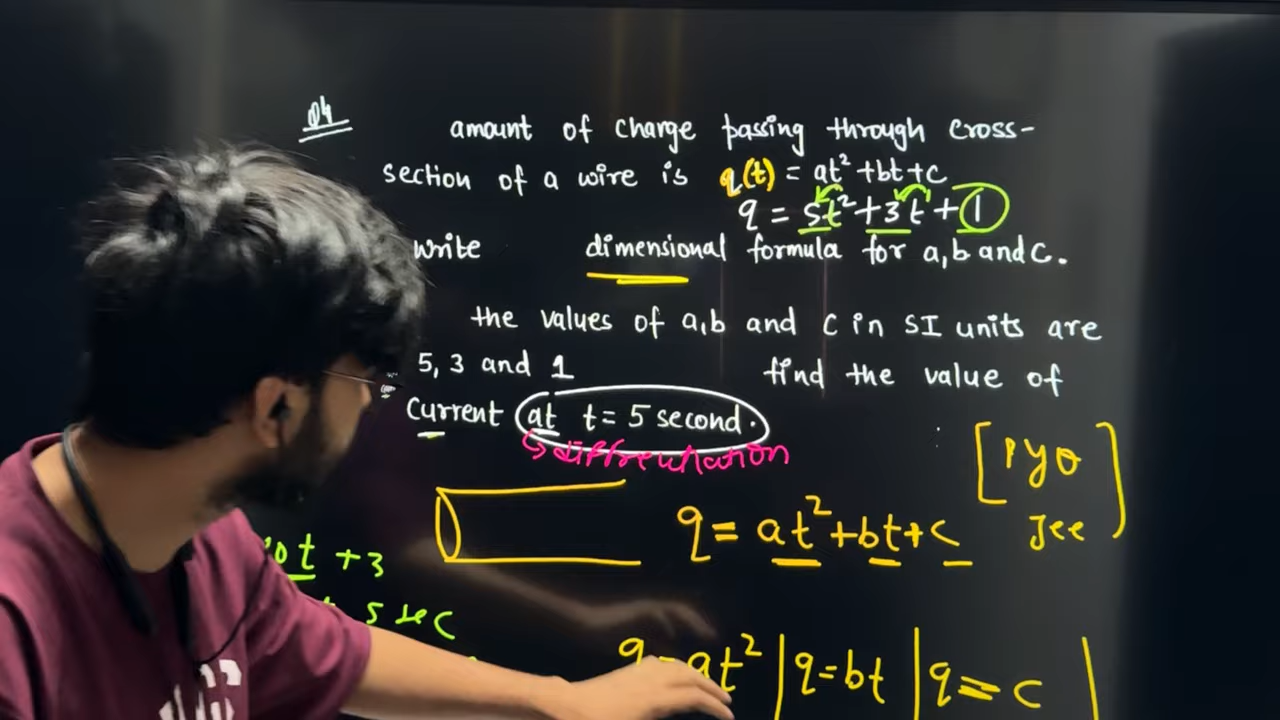 Q4
amount of charge passing through cross-
section of a wire is q(t) = at² + bt + c
q = 5t² + 3t + 1
write dimensional formula for a, b and c.
the values of a,b and c in SI units are
5, 3 and 1 find the value of
current at t = 5 second.
↳ diffrentiation
[PYQ]
Jee
q = at² + bt + c
0t + 3
5 sec
q = at² | q = bt | q = c |